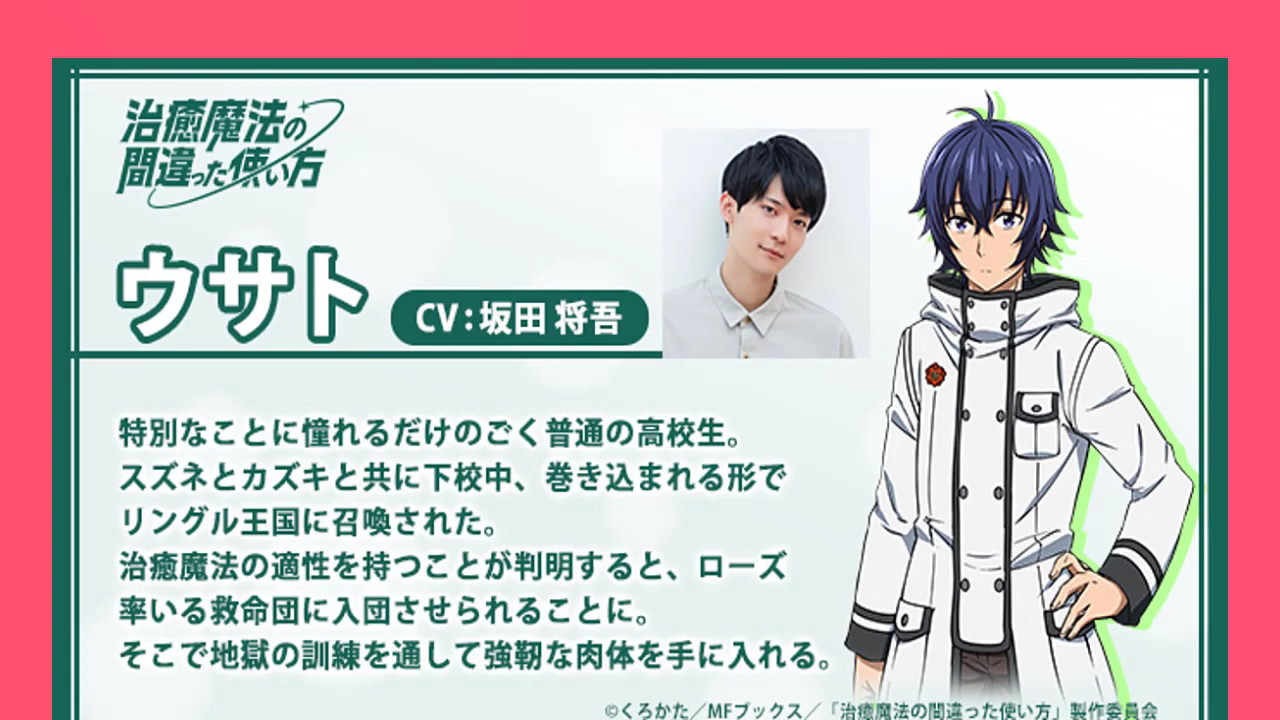 治癒魔法の
間違った使い方
ウサト
CV:坂田 将吾
特別なことに憧れるだけのごく普通の高校生。
スズネとカズキと共に下校中、巻き込まれる形で
リングル王国に召喚された。
治癒魔法の適性を持つことが判明すると、ローズ
率いる救命団に入団させられることに。
そこで地獄の訓練を通して強靭な肉体を手に入れる。
©くろかた／MFブックス／「治癒魔法の間違った使い方」製作委員会